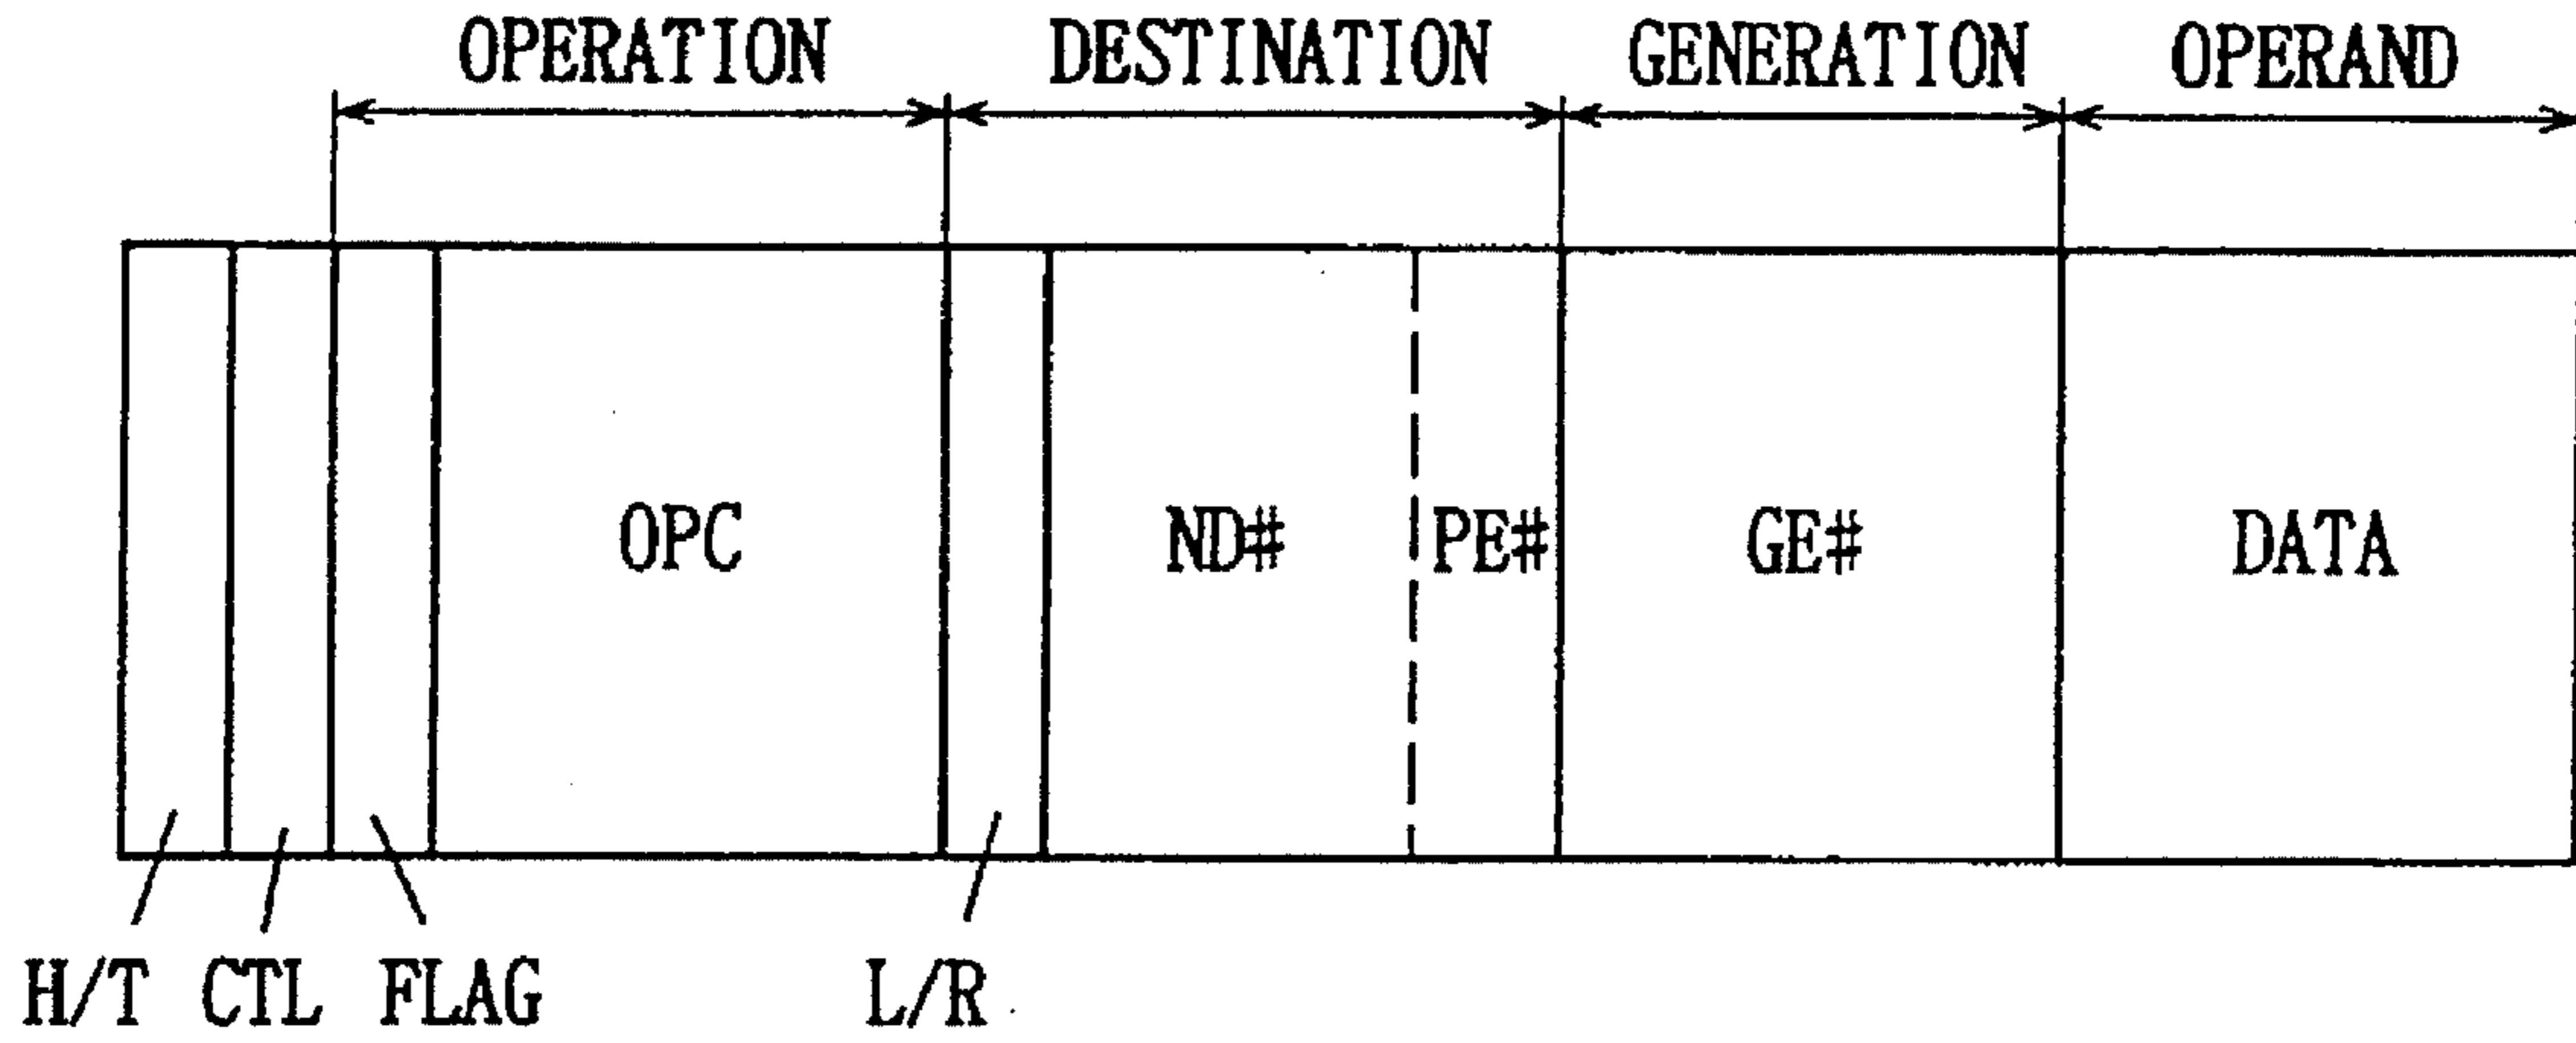 OPERATION DESTINATION GENERATION OPERAND
OPC ND# PE# GE# DATA
H/T CTL FLAG L/R